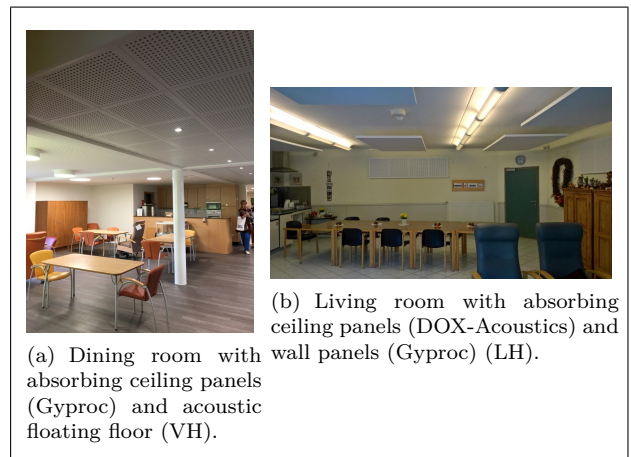 (a) Dining room with
absorbing ceiling panels
(Gyproc) and acoustic
floating floor (VH).
(b) Living room with absorbing
ceiling panels (DOX-Acoustics) and
wall panels (Gyproc) (LH).